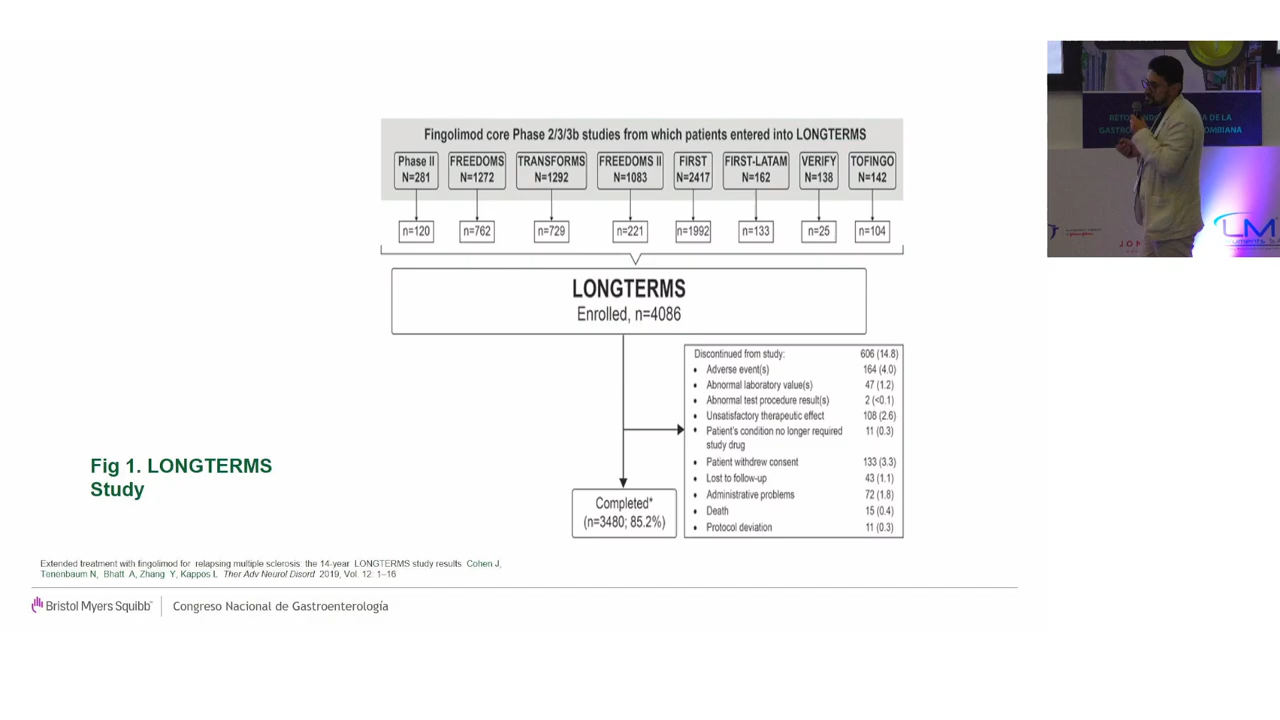 Fingolimod core Phase 2/3/3b studies from which patients entered into LONGTERMS
Phase II FREEDOMS TRANSFORMS FREEDOMS II FIRST FIRST-LATAM VERIFY TOFINGO
N=281 N=1272 N=1292 N=1083 N=2417 N=162 N=138 N=142
n=120 n=762 n=729 n=221 n=1992 n=133 n=25 n=104
LONGTERMS
Enrolled, n=4086
Discontinued from study: 606 (14.8)
• Adverse event(s) 164 (4.0)
• Abnormal laboratory value(s) 47 (1.2)
• Abnormal test procedure result(s) 2 (<0.1)
• Unsatisfactory therapeutic effect 108 (2.6)
• Patient's condition no longer required 11 (0.3)
study drug
• Patient withdrew consent 133 (3.3)
• Lost to follow-up 43 (1.1)
• Administrative problems 72 (1.8)
• Death 15 (0.4)
• Protocol deviation 11 (0.3)
Completed*
(n=3480; 85.2%)
Fig 1. LONGTERMS
Study
Extended treatment with fingolimod for relapsing multiple sclerosis: the 14-year LONGTERMS study results Cohen J,
Tenenbaum N, Bhatt A, Zhang Y, Kappos L Ther Adv Neurol Disord 2019, Vol. 12: 1–16
Bristol Myers Squibb™ Congreso Nacional de Gastroenterología
DE LA
LM